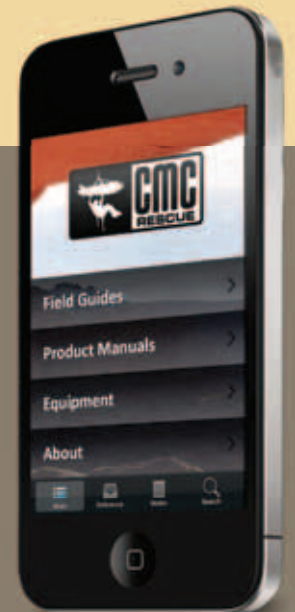 CMC
RESCUE
Field Guides
Product Manuals
Equipment
About
Search